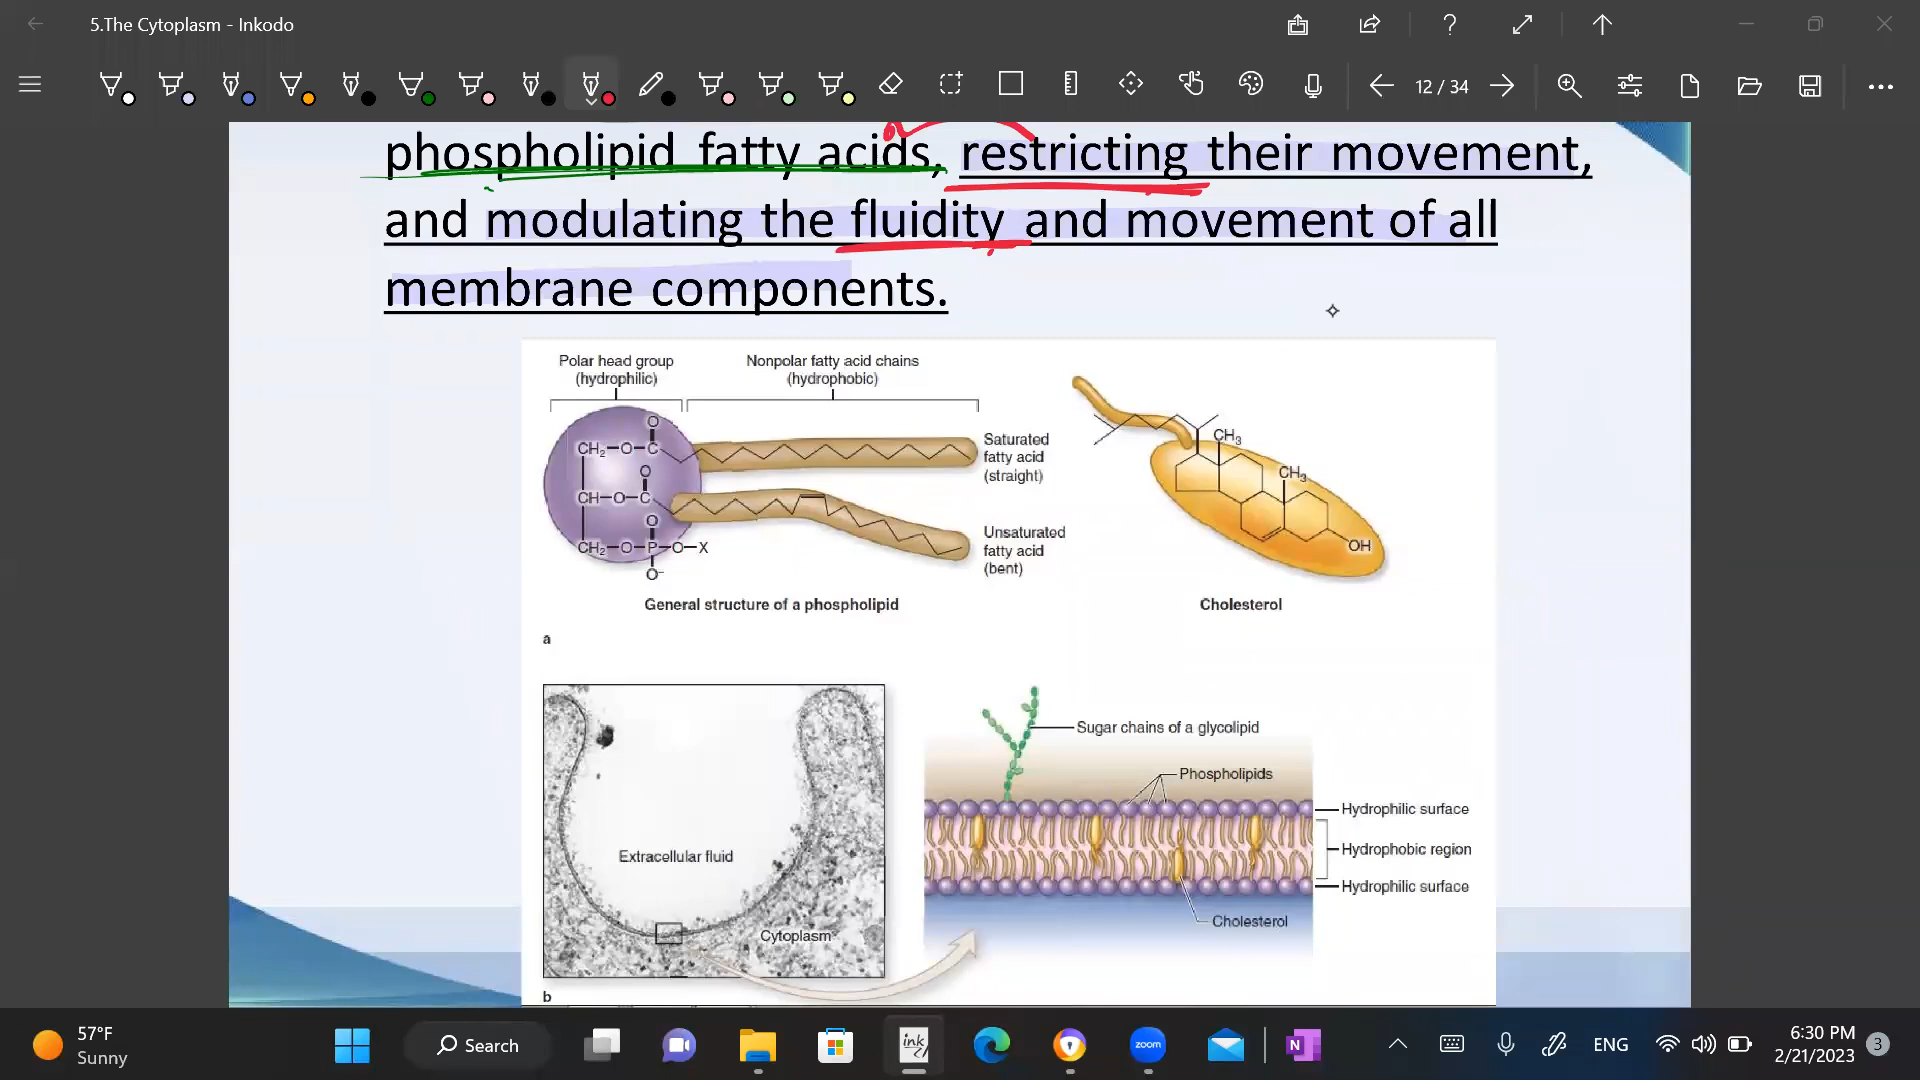 5.The Cytoplasm - Inkodo
?
12 / 34
phospholipid fatty acids, restricting their movement,
and modulating the fluidity and movement of all
membrane components.
Polar head group
(hydrophilic)
Nonpolar fatty acid chains
(hydrophobic)
O
CH2—O—C
O
CH—O—C
O
CH2—O—P—O—X
O-
Saturated
fatty acid
(straight)
Unsaturated
fatty acid
(bent)
General structure of a phospholipid
CH3
CH3
OH
Cholesterol
a
Extracellular fluid
Cytoplasm
Sugar chains of a glycolipid
Phospholipids
Hydrophilic surface
Hydrophobic region
Hydrophilic surface
Cholesterol
b
57°F
Sunny
Search
ink
zoom
N
ENG
6:30 PM
2/21/2023
3